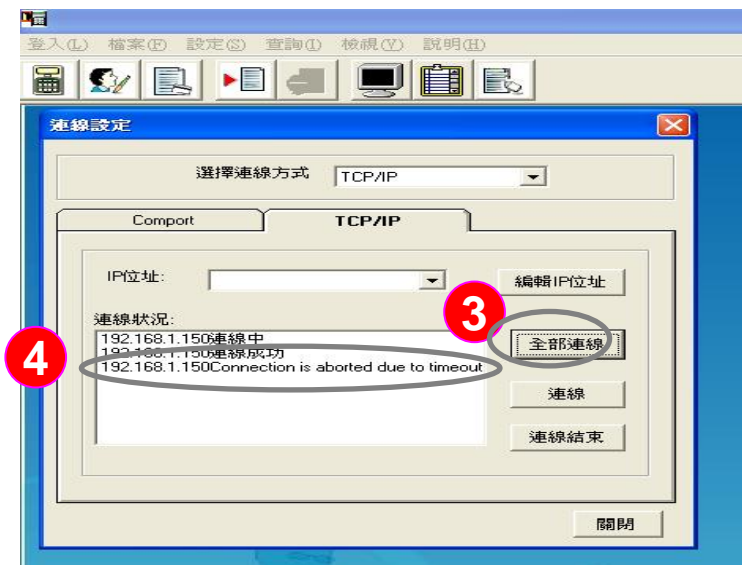 登入(L) 檔案(F) 設定(S) 查詢(I) 檢視(V) 說明(H)
連線設定
選擇連線方式 TCP/IP
Comport TCP/IP
IP位址: 編輯IP位址
3
連線狀況:
192.168.1.150連線中
全部連線
192.168.1.150連線成功
4
192.168.1.150Connection is aborted due to timeout
連線
連線結束
關閉